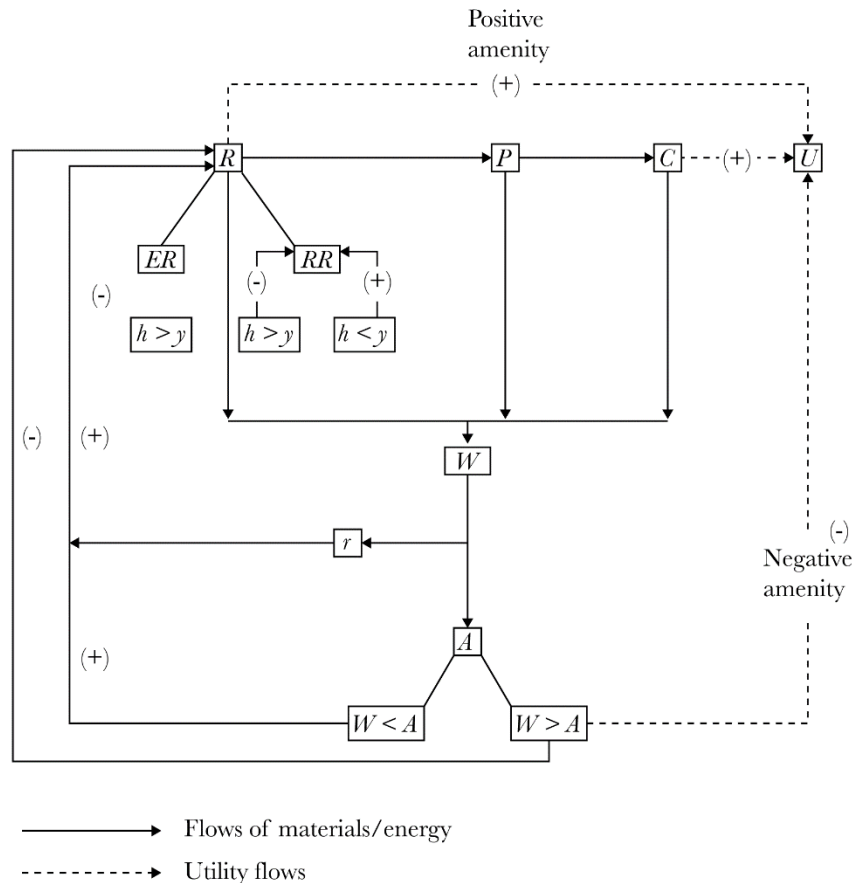 Positive
amenity
(+)
R
P
C
(+)
U
ER
RR
(-)
(-)
(+)
h > y
h > y
h < y
(-)
(+)
W
r
(-)
Negative
amenity
A
(+)
W < A
W > A
Flows of materials/energy
Utility flows